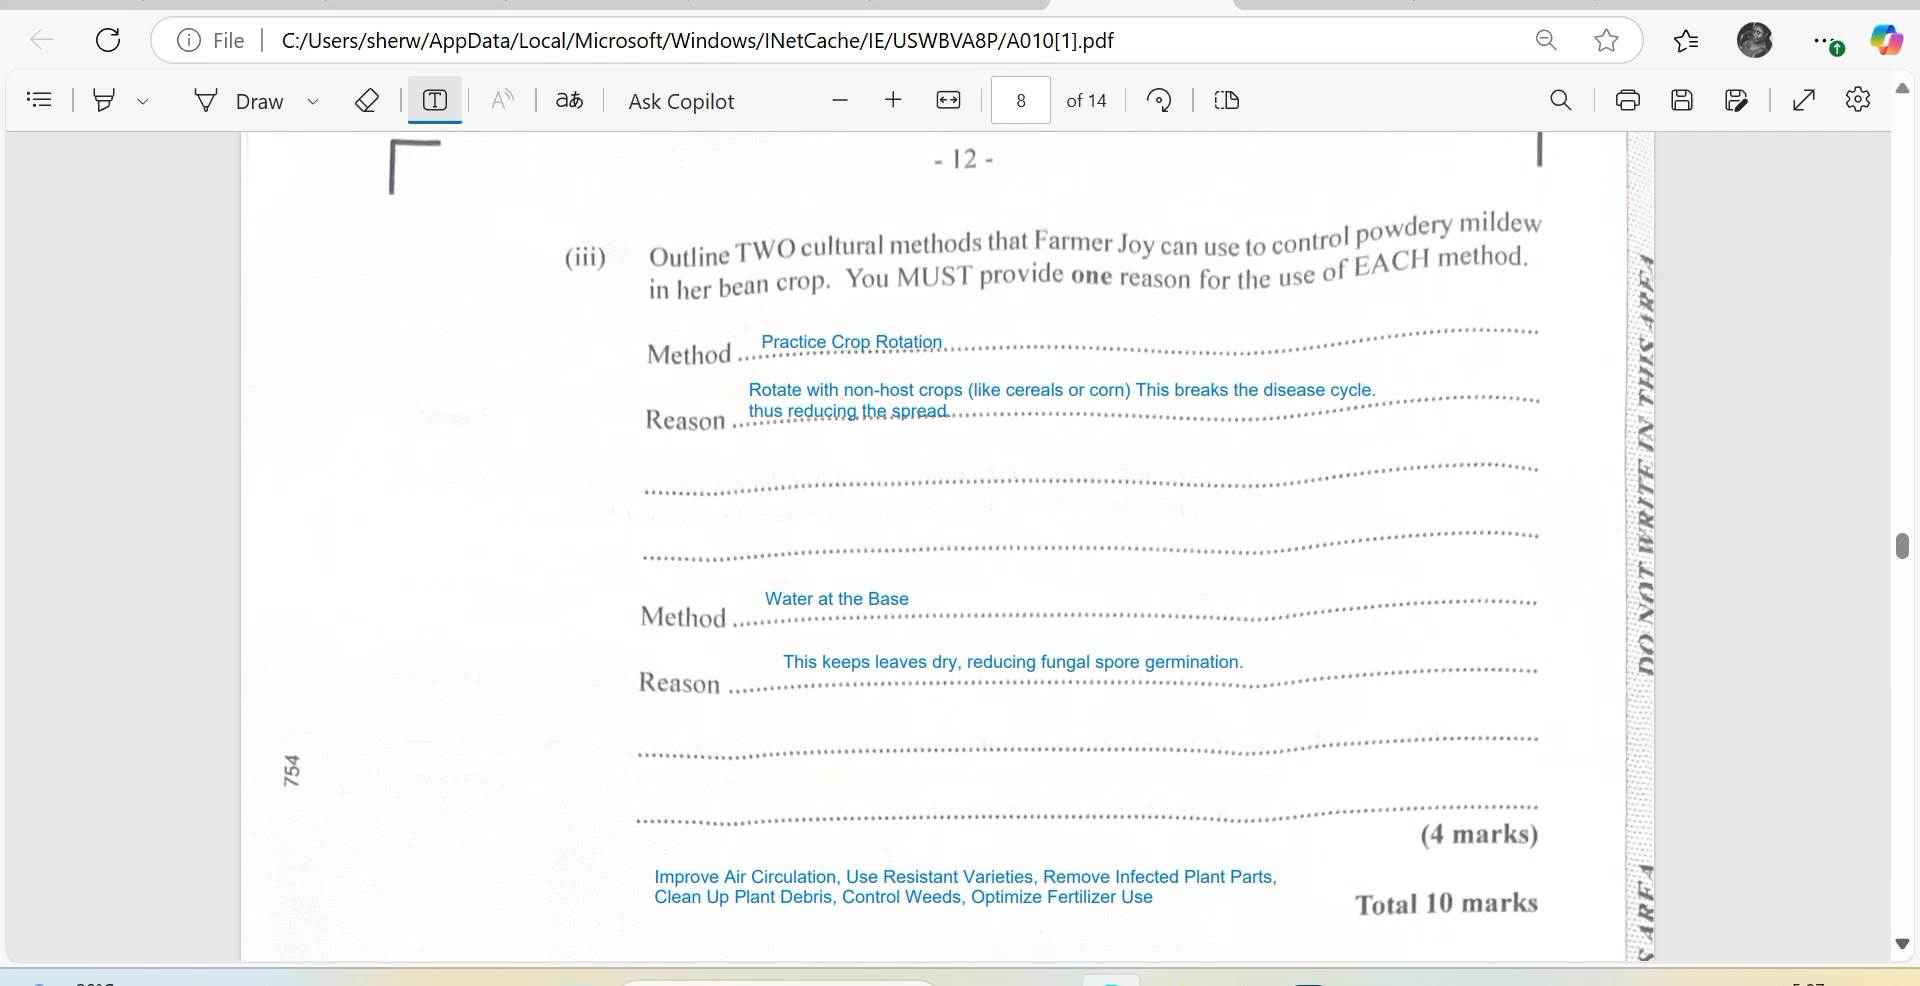 File
C:/Users/sherw/AppData/Local/Microsoft/Windows/INetCache/IE/USWBVA8P/A010[1].pdf
Draw
Ask Copilot
8
of 14
- 12 -
(iii) Outline TWO cultural methods that Farmer Joy can use to control powdery mildew
in her bean crop. You MUST provide one reason for the use of EACH method.
Method Practice Crop Rotation
Rotate with non-host crops (like cereals or corn) This breaks the disease cycle.
Reason thus reducing the spread.
Method Water at the Base
Reason This keeps leaves dry, reducing fungal spore germination.
754
(4 marks)
Improve Air Circulation, Use Resistant Varieties, Remove Infected Plant Parts,
Clean Up Plant Debris, Control Weeds, Optimize Fertilizer Use
Total 10 marks
DO NOT WRITE IN THIS AREA
AREA